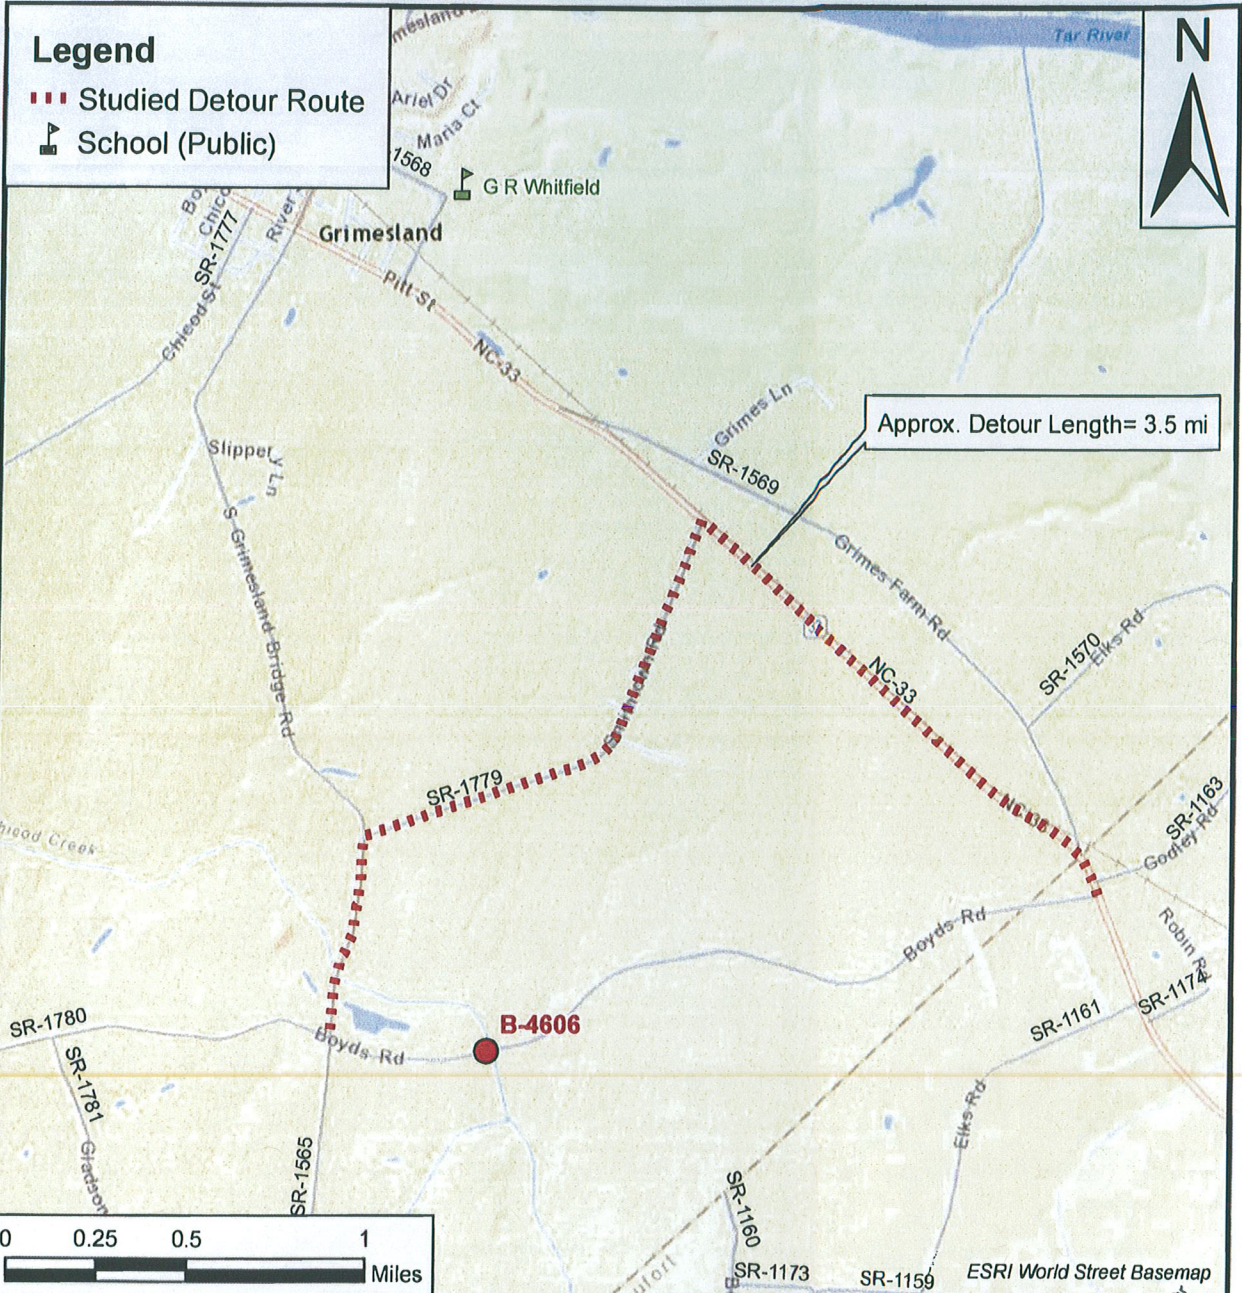 Legend
Studied Detour Route
School (Public)
N
Tar River
Ariel Dr
Maria Ct
1568
G R Whitfield
Grimesland
SR-1777
River
Chicod St
Pitt St
NC-33
Grimes Ln
Approx. Detour Length= 3.5 mi
SR-1569
Slippery Ln
S Grimesland Bridge Rd
Grimes Farm Rd
SR-1570
Elks Rd
NC-33
SR-1779
SR-1163
Godley Rd
Creek
Boyds Rd
Robin
SR-1174
SR-1161
SR-1780
Boyds Rd
B-4606
SR-1781
Gladson
Elks Rd
SR-1565
SR-1160
SR-1173
SR-1159
0 0.25 0.5 1
Miles
ESRI World Street Basemap